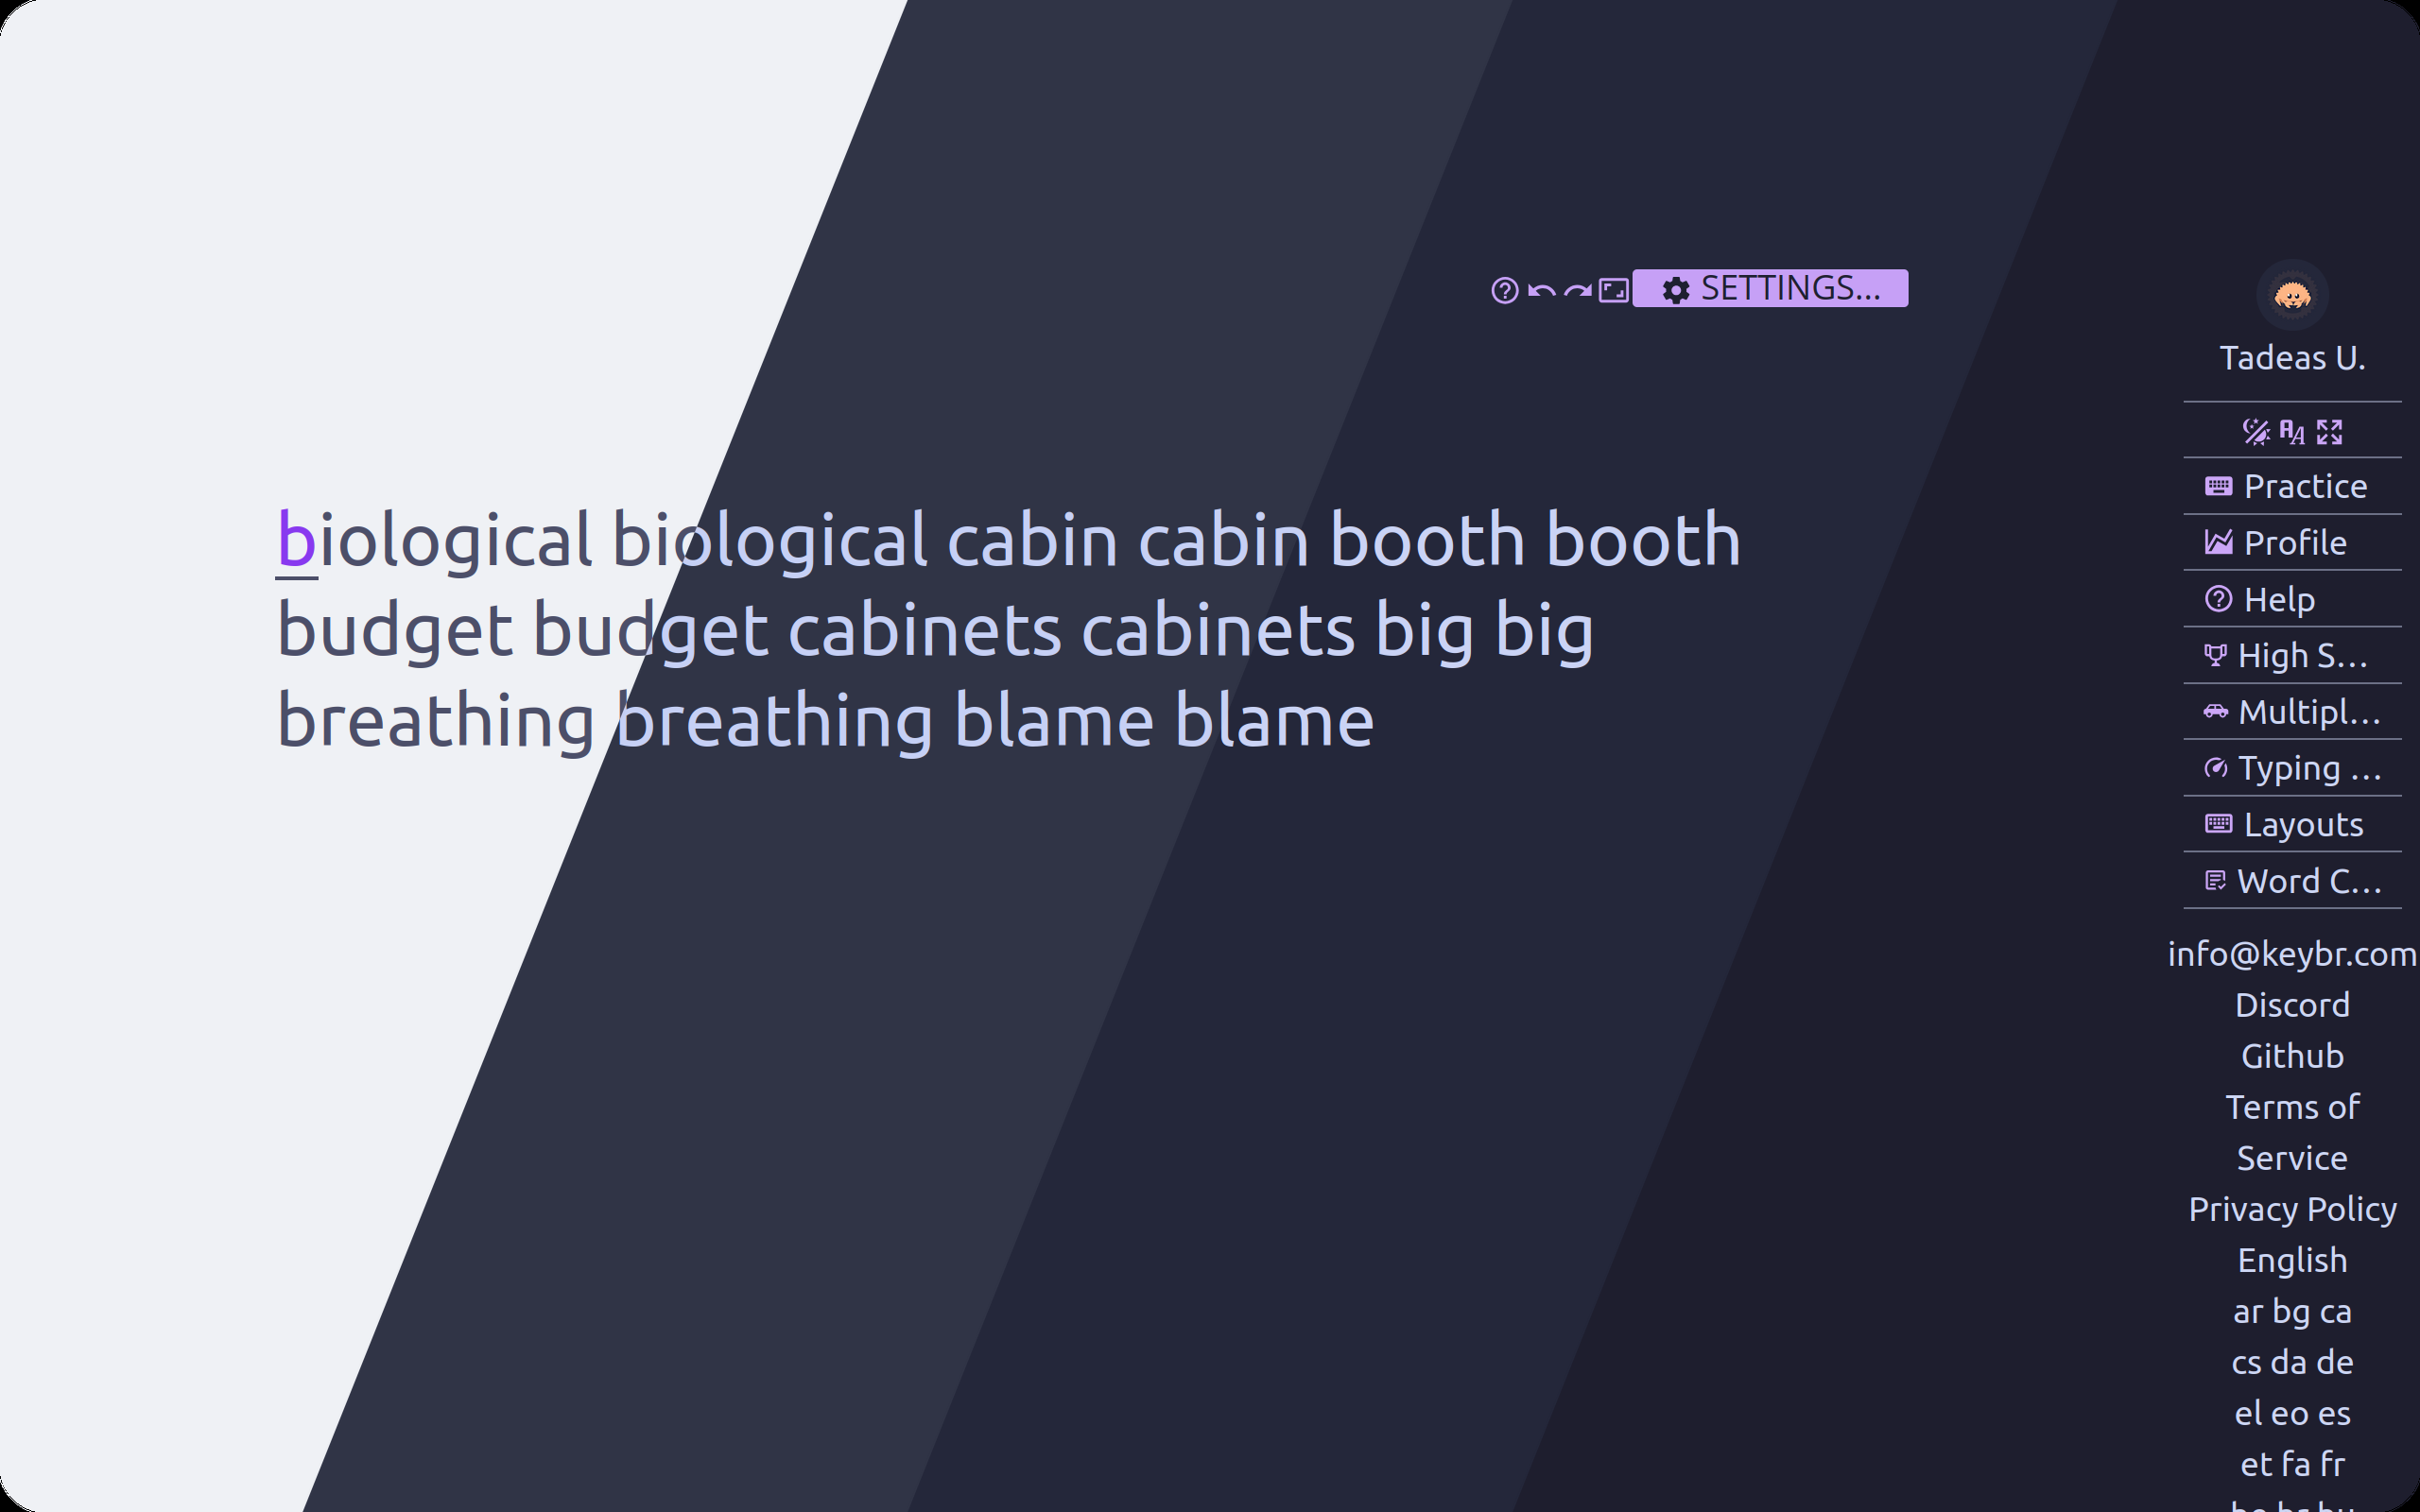 SETTINGS...
biological biological cabin cabin booth booth
budget budget cabinets cabinets big big
breathing breathing blame blame
Tadeas U.
Practice
Profile
Help
High S...
Multipl...
Typing ...
Layouts
Word C...
info@keybr.com
Discord
Github
Terms of
Service
Privacy Policy
English
ar bg ca
cs da de
el eo es
et fa fr